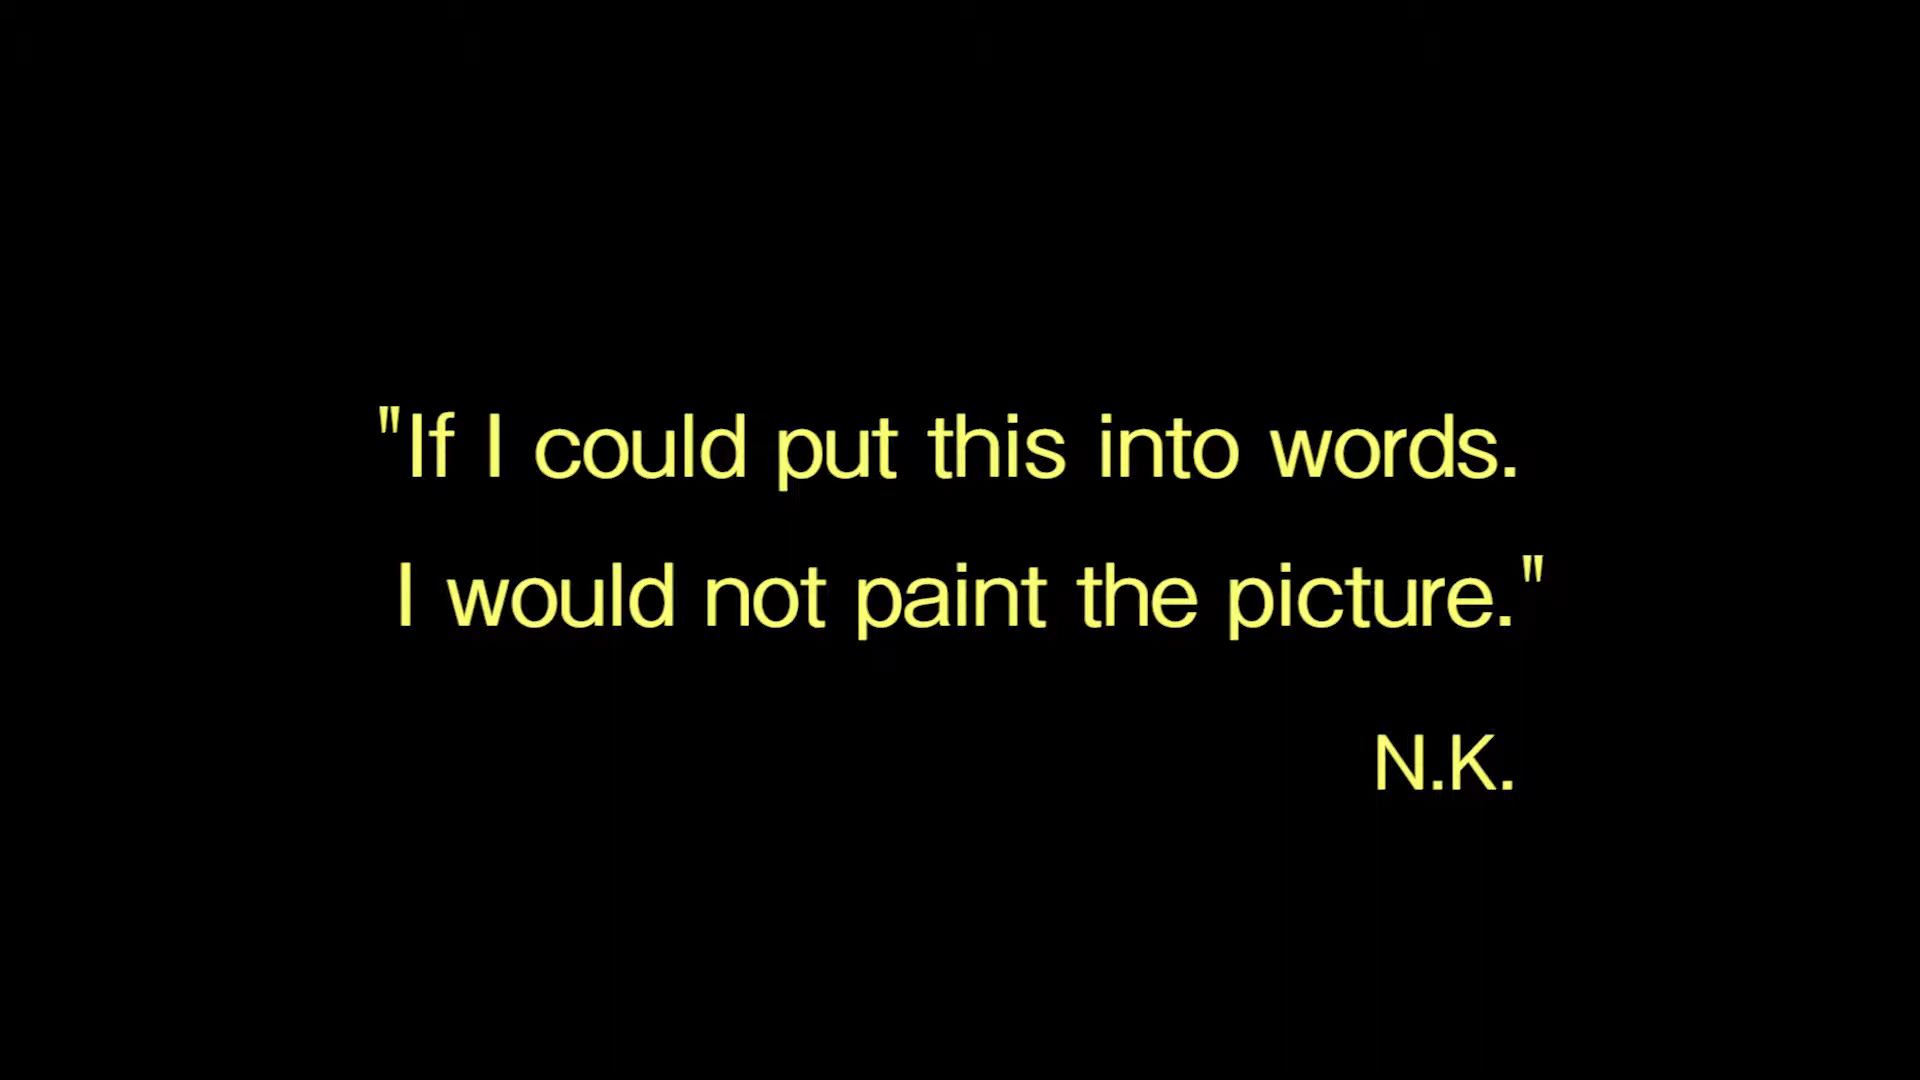 "If I could put this into words.
I would not paint the picture."
N.K.